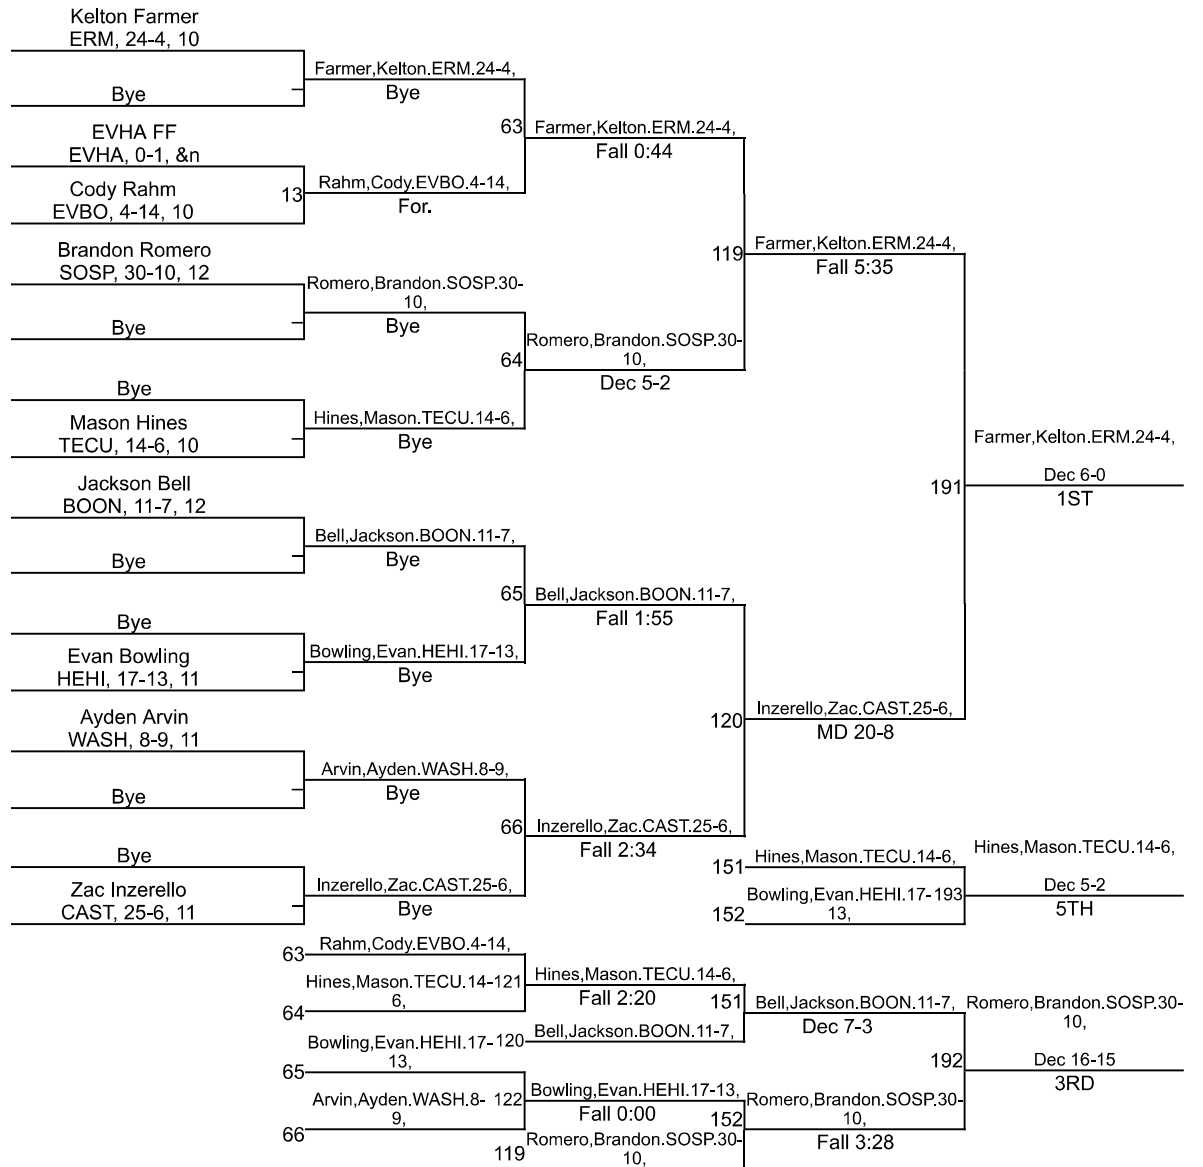 Kelton Farmer
ERM, 24-4, 10
Farmer,Kelton.ERM.24-4,
Bye
Bye
63
Farmer,Kelton.ERM.24-4,
Fall 0:44
EVHA FF
EVHA, 0-1, &n
13
Rahm,Cody.EVBO.4-14,
For.
Cody Rahm
EVBO, 4-14, 10
119
Farmer,Kelton.ERM.24-4,
Fall 5:35
Brandon Romero
SOSP, 30-10, 12
Romero,Brandon.SOSP.30-
10,
Bye
Bye
64
Romero,Brandon.SOSP.30-
10,
Dec 5-2
Bye
Hines,Mason.TECU.14-6,
Bye
Mason Hines
TECU, 14-6, 10
191
Farmer,Kelton.ERM.24-4,
Dec 6-0
1ST
Jackson Bell
BOON, 11-7, 12
Bell,Jackson.BOON.11-7,
Bye
Bye
65
Bell,Jackson.BOON.11-7,
Fall 1:55
Bye
Bowling,Evan.HEHI.17-13,
Bye
Evan Bowling
HEHI, 17-13, 11
120
Inzerello,Zac.CAST.25-6,
MD 20-8
Ayden Arvin
WASH, 8-9, 11
Arvin,Ayden.WASH.8-9,
Bye
Bye
66
Inzerello,Zac.CAST.25-6,
Fall 2:34
Bye
Inzerello,Zac.CAST.25-6,
Bye
Zac Inzerello
CAST, 25-6, 11
151
Hines,Mason.TECU.14-6,
Hines,Mason.TECU.14-6,
152
Bowling,Evan.HEHI.17-
13,
193
Dec 5-2
5TH
63
Rahm,Cody.EVBO.4-14,
Hines,Mason.TECU.14-
6,
121
64
Hines,Mason.TECU.14-6,
Fall 2:20
151
Bell,Jackson.BOON.11-7,
Dec 7-3
Romero,Brandon.SOSP.30-
10,
120
Bell,Jackson.BOON.11-7,
Bowling,Evan.HEHI.17-
13,
65
192
Dec 16-15
3RD
Arvin,Ayden.WASH.8-
9,
122
66
Bowling,Evan.HEHI.17-13,
Fall 0:00
152
Romero,Brandon.SOSP.30-
10,
Fall 3:28
119
Romero,Brandon.SOSP.30-
10,